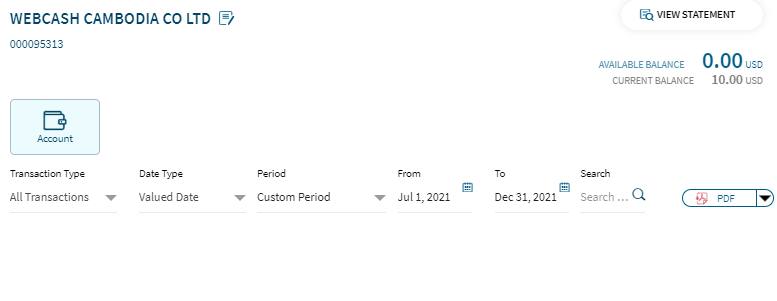 WEBCASH CAMBODIA CO LTD
VIEW STATEMENT
000095313
AVAILABLE BALANCE 0.00 USD
CURRENT BALANCE 10.00 USD
Account
Transaction Type Date Type Period From To Search
All Transactions Valued Date Custom Period Jul 1, 2021 Dec 31, 2021 Search ... PDF